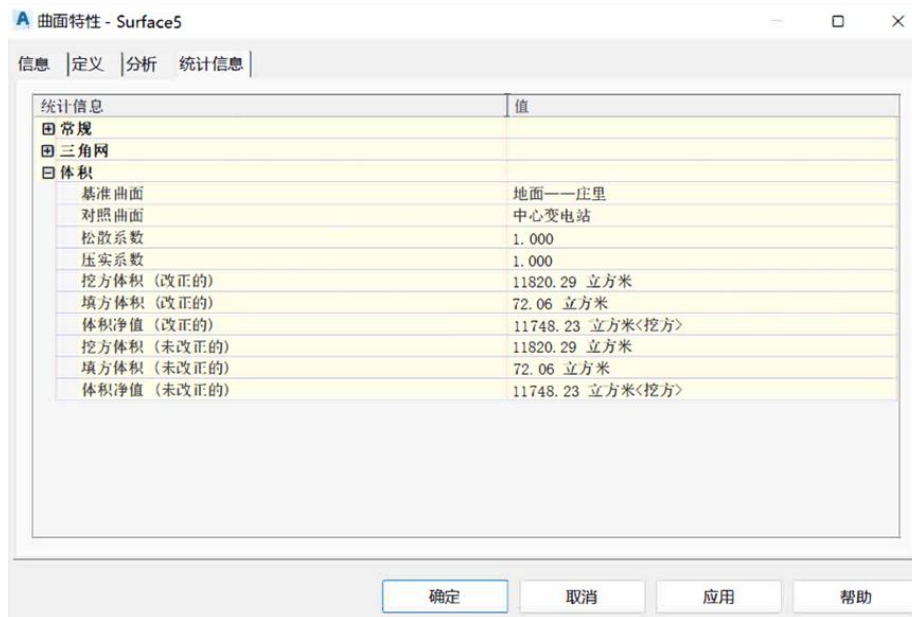 曲面特性 - Surface5
信息 定义 分析 统计信息
统计信息 值
常规
三角网
体积
基准曲面 地面——庄里
对照曲面 中心变电站
松散系数 1.000
压实系数 1.000
挖方体积 (改正的) 11820.29 立方米
填方体积 (改正的) 72.06 立方米
体积净值 (改正的) 11748.23 立方米<挖方>
挖方体积 (未改正的) 11820.29 立方米
填方体积 (未改正的) 72.06 立方米
体积净值 (未改正的) 11748.23 立方米<挖方>
确定 取消 应用 帮助